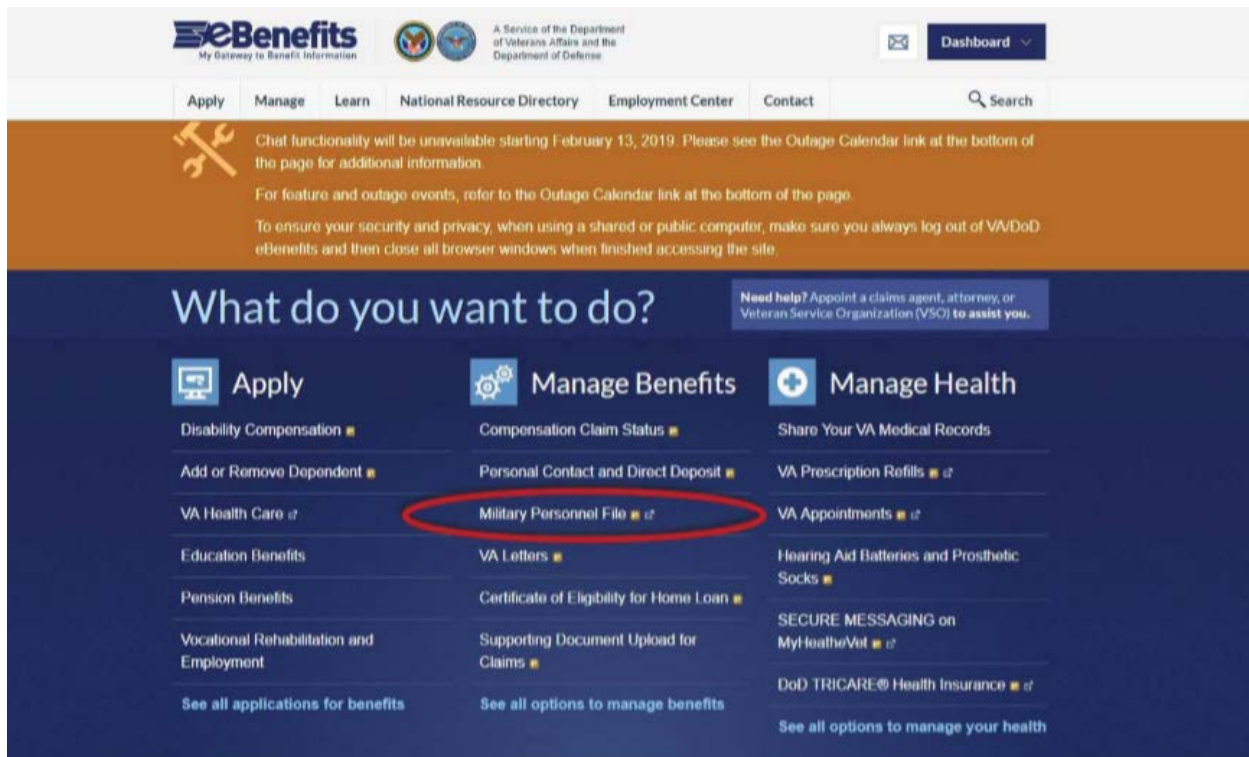 eBenefits
My Gateway to Benefit Information
A Service of the Department
of Veterans Affairs and the
Department of Defense
Dashboard
Apply
Manage
Learn
National Resource Directory
Employment Center
Contact
Search
Chat functionality will be unavailable starting February 13, 2019. Please see the Outage Calendar link at the bottom of
the page for additional information.
For feature and outage events, refer to the Outage Calendar link at the bottom of the page.
To ensure your security and privacy, when using a shared or public computer, make sure you always log out of VA/DoD
eBenefits and then close all browser windows when finished accessing the site.
What do you want to do?
Need help? Appoint a claims agent, attorney, or
Veteran Service Organization (VSO) to assist you.
Apply
Disability Compensation
Add or Remove Dependent
VA Health Care
Education Benefits
Pension Benefits
Vocational Rehabilitation and
Employment
See all applications for benefits
Manage Benefits
Compensation Claim Status
Personal Contact and Direct Deposit
Military Personnel File
VA Letters
Certificate of Eligibility for Home Loan
Supporting Document Upload for
Claims
See all options to manage benefits
Manage Health
Share Your VA Medical Records
VA Prescription Refills
VA Appointments
Hearing Aid Batteries and Prosthetic
Socks
SECURE MESSAGING on
MyHealtheVet
DoD TRICARE® Health Insurance
See all options to manage your health